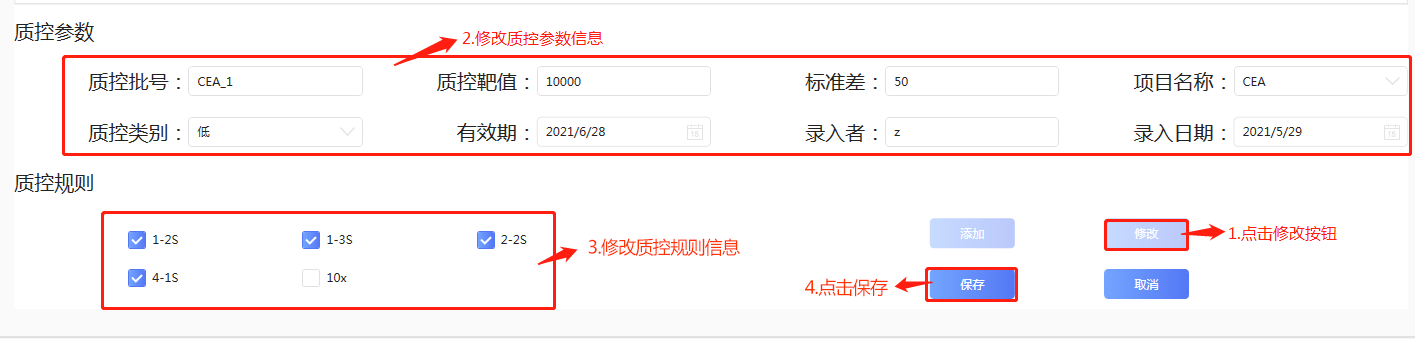 质控参数
2.修改质控参数信息
质控批号：CEA_1 质控靶值：10000 标准差：50 项目名称：CEA
质控类别：低 有效期：2021/6/28 录入者：z 录入日期：2021/5/29
质控规则
1-2S 1-3S 2-2S 添加 修改 1.点击修改按钮
3.修改质控规则信息
4-1S 10x 4.点击保存 保存 取消